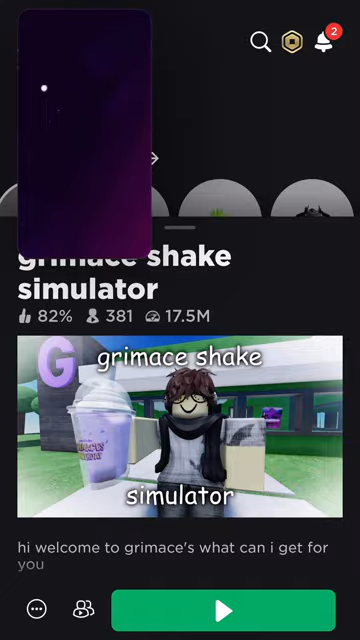 2
grimace shake
simulator
82% 381 17.5M
G
grimace shake
simulator
hi welcome to grimace's what can i get for
you